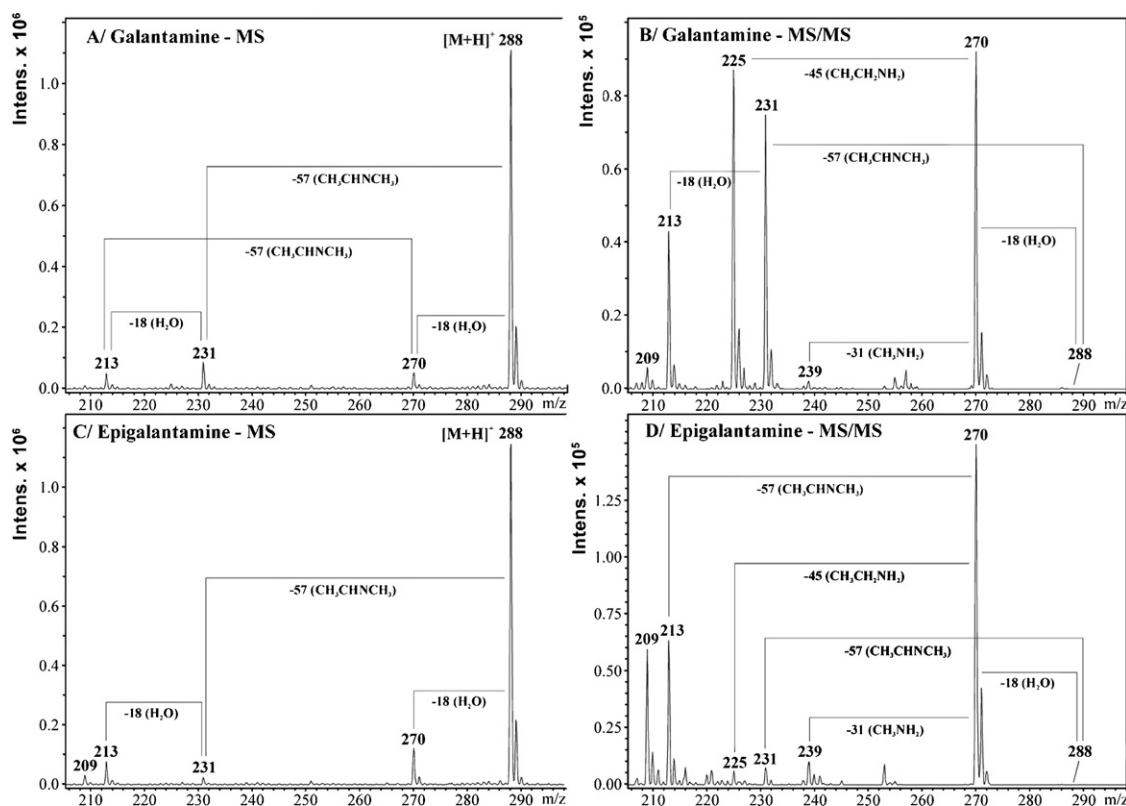 A/ Galantamine - MS
[M+H]⁺ 288
Intens. x 10⁶
1.0
0.8
0.6
0.4
0.2
0.0
-57 (CH₃CHNCH₃)
-57 (CH₃CHNCH₃)
-18 (H₂O)
-18 (H₂O)
213
231
270
210 220 230 240 250 260 270 280 290 m/z
B/ Galantamine - MS/MS
270
Intens. x 10⁵
0.8
0.6
0.4
0.2
0.0
225
-45 (CH₃CH₂NH₂)
231
-57 (CH₃CHNCH₃)
-18 (H₂O)
213
-18 (H₂O)
209
239
-31 (CH₃NH₂)
288
210 220 230 240 250 260 270 280 290 m/z
C/ Epigalantamine - MS
[M+H]⁺ 288
Intens. x 10⁶
1.0
0.8
0.6
0.4
0.2
0.0
-57 (CH₃CHNCH₃)
-18 (H₂O)
-18 (H₂O)
209
213
231
270
210 220 230 240 250 260 270 280 290 m/z
D/ Epigalantamine - MS/MS
270
Intens. x 10⁵
1.25
1.00
0.75
0.50
0.25
0.00
-57 (CH₃CHNCH₃)
-45 (CH₃CH₂NH₂)
209
213
-57 (CH₃CHNCH₃)
-18 (H₂O)
-31 (CH₃NH₂)
225
231
239
288
210 220 230 240 250 260 270 280 290 m/z